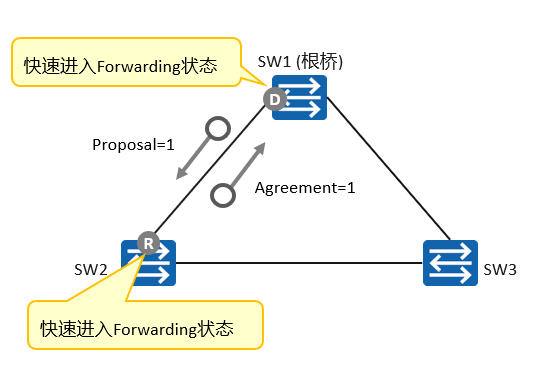 SW1 (根桥)
快速进入Forwarding状态
D
Proposal=1
Agreement=1
R
SW2
SW3
快速进入Forwarding状态